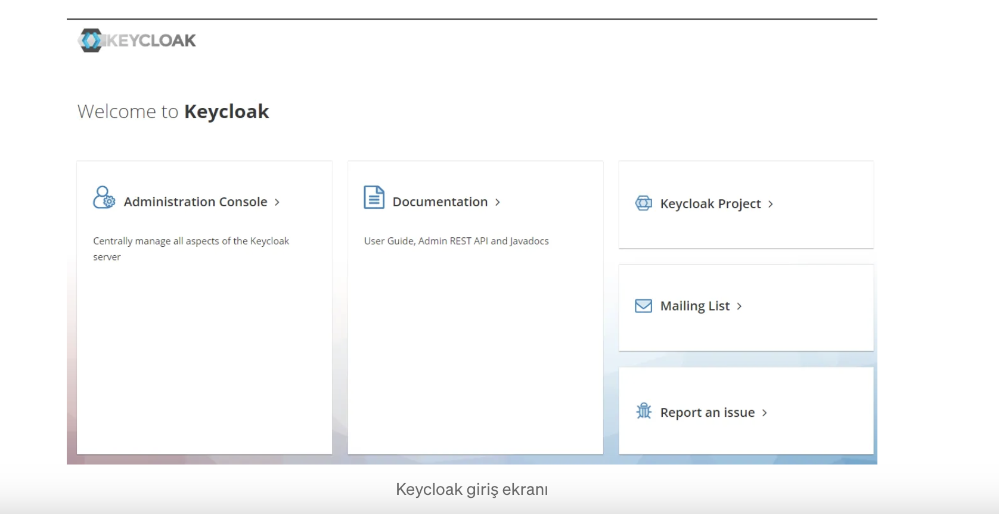 KEYCLOAK
Welcome to Keycloak
Administration Console
Centrally manage all aspects of the Keycloak
server
Documentation
User Guide, Admin REST API and Javadocs
Keycloak Project
Mailing List
Report an issue
Keycloak giriş ekranı